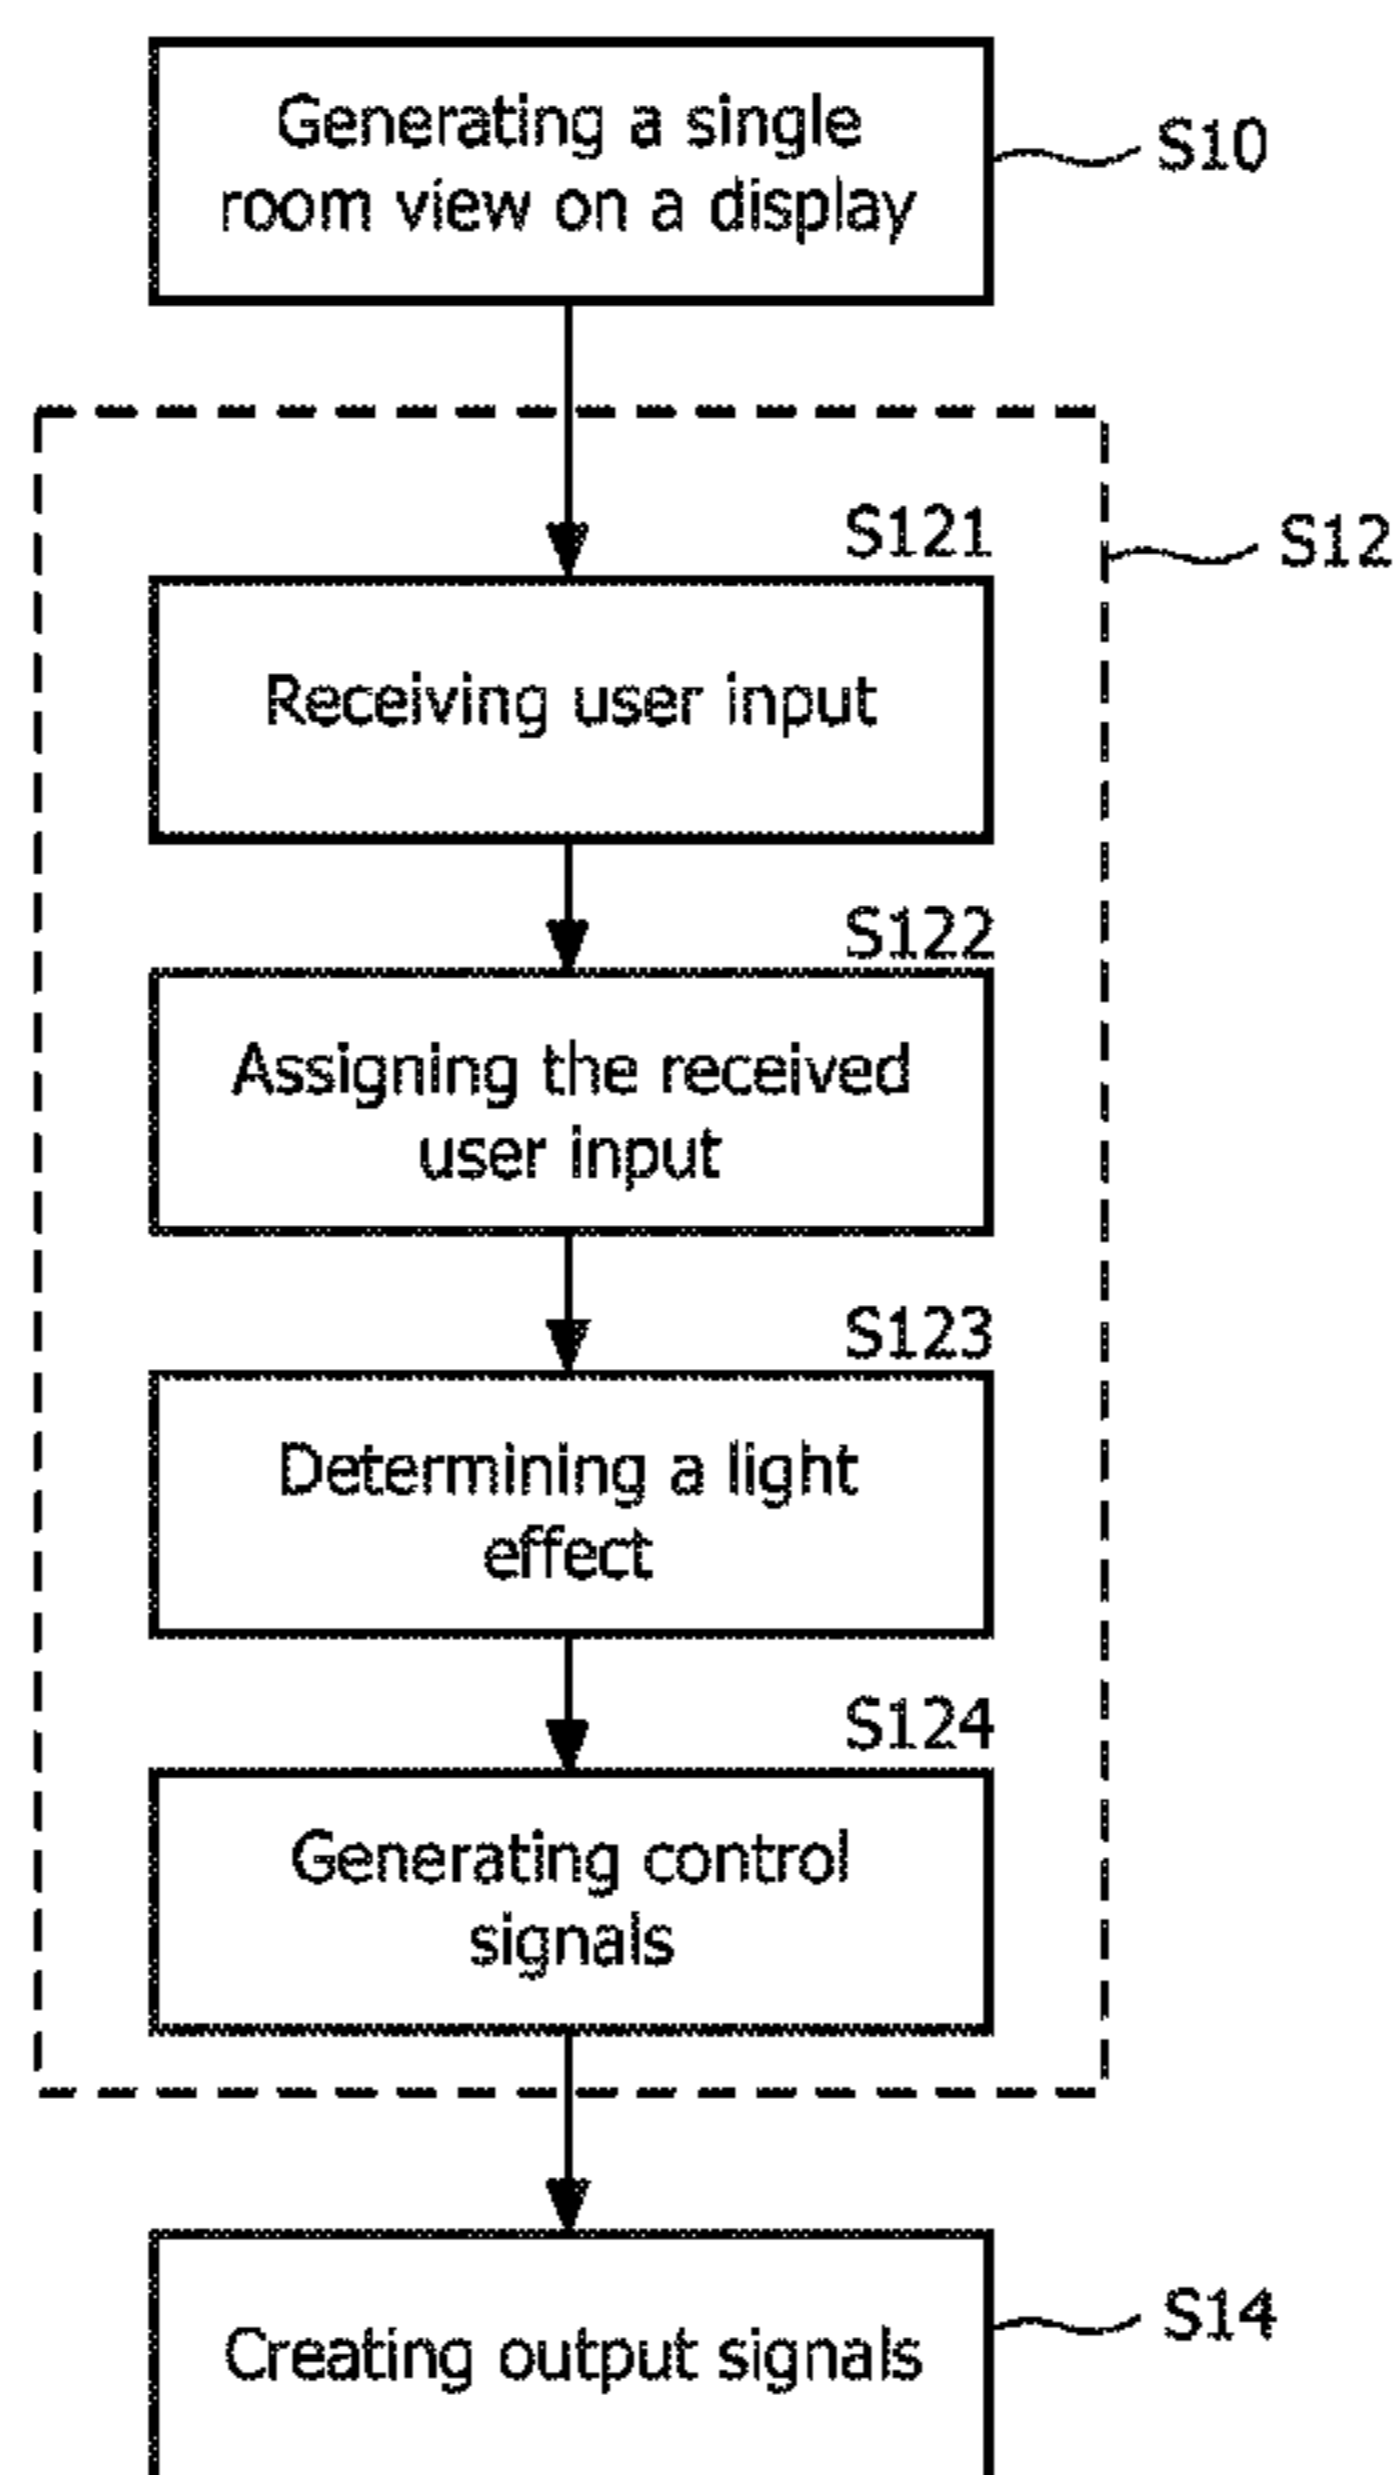 Generating a single
room view on a display
S10
S12
S121
Receiving user input
S122
Assigning the received
user input
S123
Determining a light
effect
S124
Generating control
signals
Creating output signals
S14